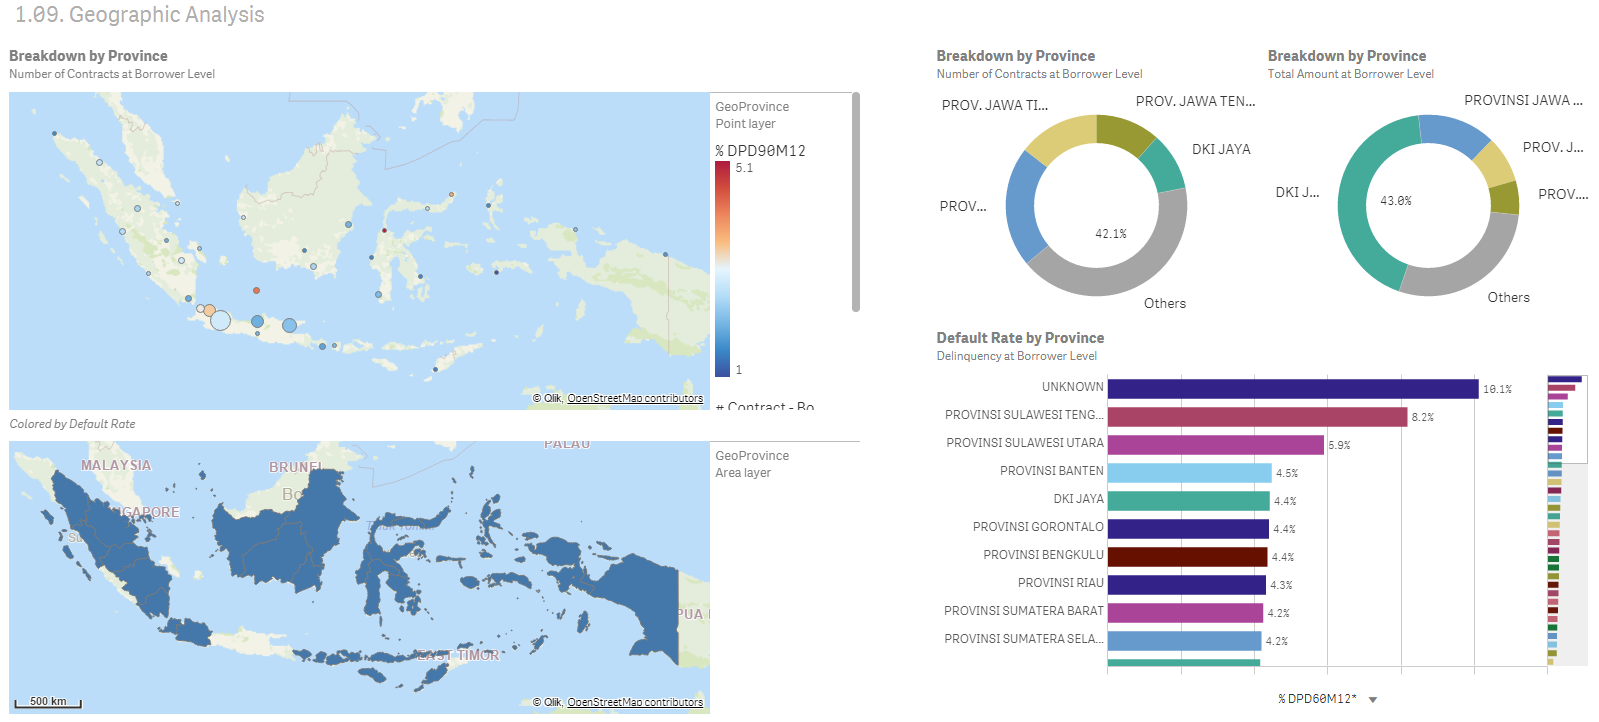 1.09. Geographic Analysis
Breakdown by Province
Number of Contracts at Borrower Level
GeoProvince
Point layer
% DPD90M12
5.1
1
# Contract - Bo
© Qlik, OpenStreetMap contributors
Colored by Default Rate
PALAU
MALAYSIA
BRUNEI
EAST TIMOR
500 km
© Qlik, OpenStreetMap contributors
GeoProvince
Area layer
Breakdown by Province
Number of Contracts at Borrower Level
PROV. JAWA TI...
PROV. JAWA TEN...
DKI JAYA
PROV...
42.1%
Others
Breakdown by Province
Total Amount at Borrower Level
PROVINSI JAWA ...
PROV. J...
DKI J...
43.0%
PROV....
Others
Default Rate by Province
Delinquency at Borrower Level
UNKNOWN 10.1%
PROVINSI SULAWESI TENG... 8.2%
PROVINSI SULAWESI UTARA 5.9%
PROVINSI BANTEN 4.5%
DKI JAYA 4.4%
PROVINSI GORONTALO 4.4%
PROVINSI BENGKULU 4.4%
PROVINSI RIAU 4.3%
PROVINSI SUMATERA BARAT 4.2%
PROVINSI SUMATERA SELA... 4.2%
% DPD60M12*